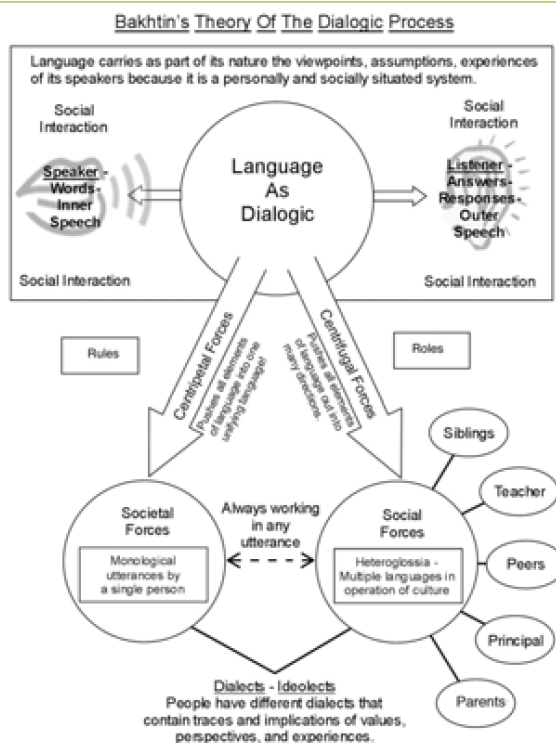 Bakhtin's Theory Of The Dialogic Process
Language carries as part of its nature the viewpoints, assumptions, experiences
of its speakers because it is a personally and socially situated system.
Social
Interaction
Speaker -
Words-
Inner
Speech
Social Interaction
Language
As
Dialogic
Social
Interaction
Listener -
Answers-
Responses-
Outer
Speech
Social Interaction
Rules
Centripetal Forces
Pushes all elements
of language into one
unifying language!
Centrifugal Forces
Pushes all elements
of language out into
many directions.
Roles
Societal
Forces
Monological
utterances by
a single person
Always working
in any
utterance
Social
Forces
Heteroglossia -
Multiple languages in
operation of culture
Siblings
Teacher
Peers
Principal
Parents
Dialects - Ideolects
People have different dialects that
contain traces and implications of values,
perspectives, and experiences.